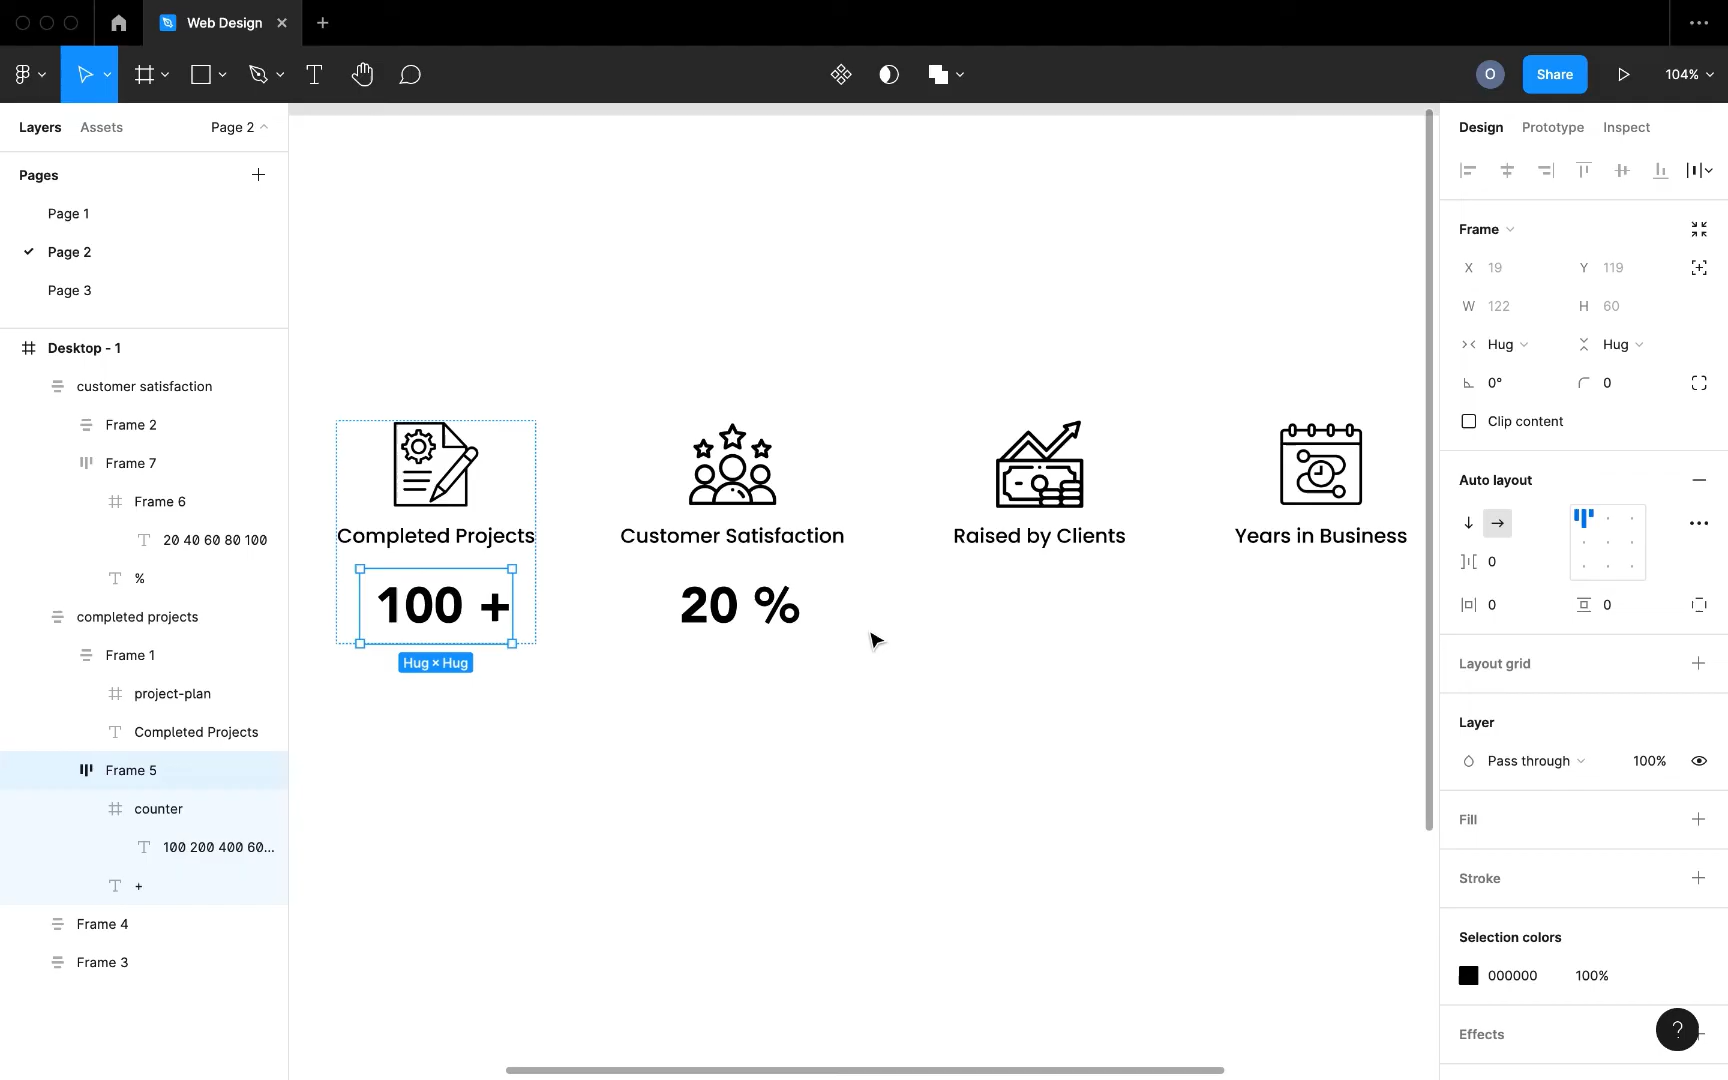 Web Design
Share
104%
O
Layers
Assets
Page 2
Pages
Page 1
Page 2
Page 3
Desktop - 1
customer satisfaction
Frame 2
Frame 7
Frame 6
20 40 60 80 100
%
completed projects
Frame 1
project-plan
Completed Projects
Frame 5
counter
100 200 400 60...
+
Frame 4
Frame 3
Completed Projects
Customer Satisfaction
Raised by Clients
Years in Business
100 +
20 %
Hug × Hug
Design
Prototype
Inspect
Frame
X 19
Y 119
W 122
H 60
Hug
Hug
0°
0
Clip content
Auto layout
0
0
0
Layout grid
Layer
Pass through
100%
Fill
Stroke
Selection colors
000000
100%
Effects
?